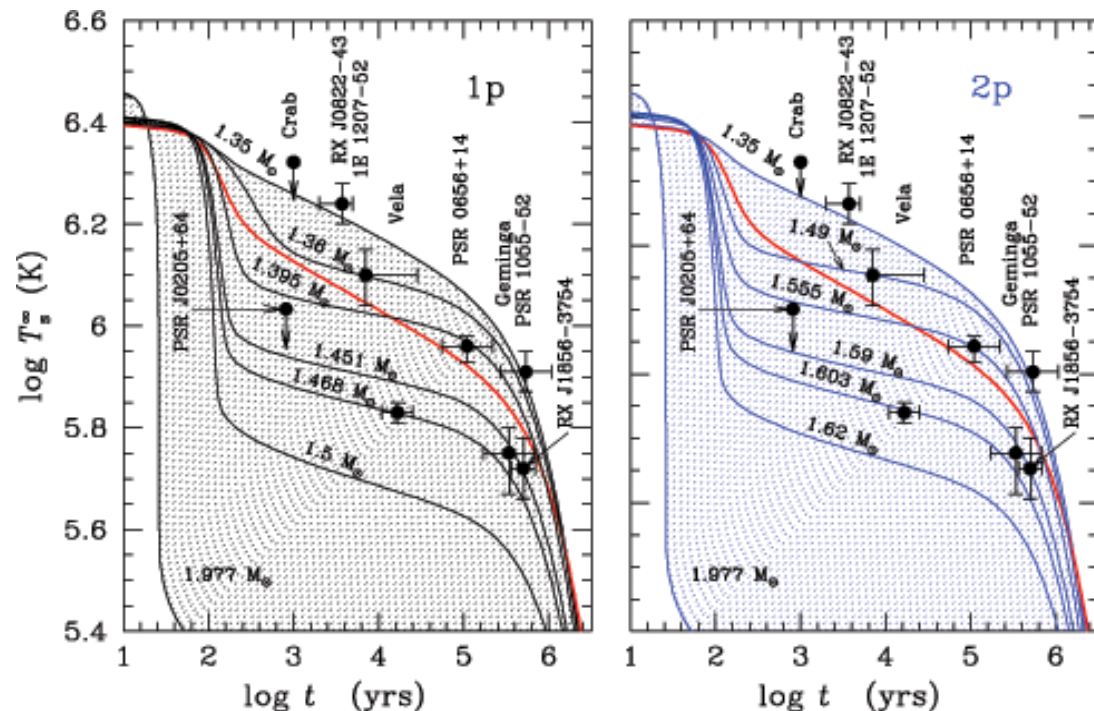 6.6
6.4
6.2
6
5.8
5.6
5.4
log T_s^∞ (K)
1p
1.35 M⊙
Crab
RX J0822-43
1E 1207-52
Vela
PSR 0656+14
Geminga
PSR 1055-52
RX J1856-3754
PSR J0205+64
1.36 M⊙
1.395 M⊙
1.451 M⊙
1.468 M⊙
1.5 M⊙
1.977 M⊙
1 2 3 4 5 6
log t (yrs)
2p
1.35 M⊙
Crab
RX J0822-43
1E 1207-52
Vela
PSR 0656+14
Geminga
PSR 1055-52
RX J1856-3754
PSR J0205+64
1.49 M⊙
1.555 M⊙
1.59 M⊙
1.603 M⊙
1.62 M⊙
1.977 M⊙
1 2 3 4 5 6
log t (yrs)